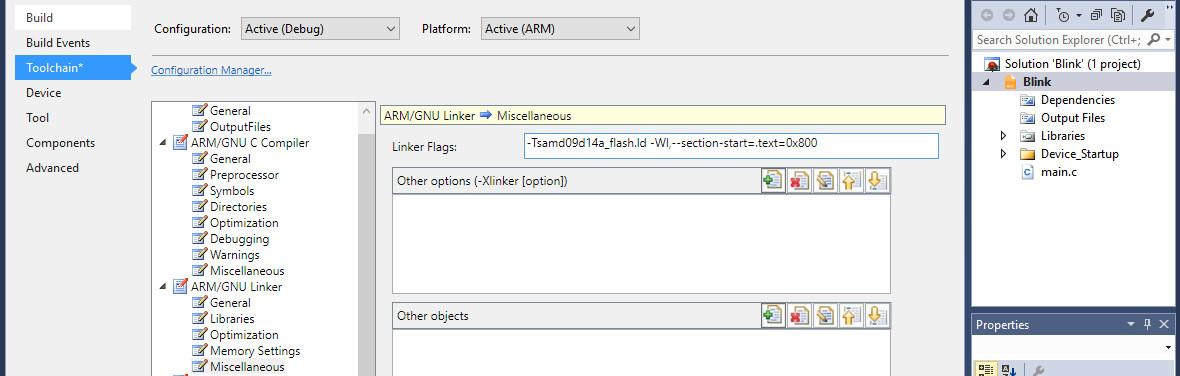 Build
Build Events
Toolchain*
Device
Tool
Components
Advanced
Configuration: Active (Debug) Platform: Active (ARM)
Configuration Manager...
General
OutputFiles
ARM/GNU C Compiler
General
Preprocessor
Symbols
Directories
Optimization
Debugging
Warnings
Miscellaneous
ARM/GNU Linker
General
Libraries
Optimization
Memory Settings
Miscellaneous
ARM/GNU Linker ➡ Miscellaneous
Linker Flags: -Tsamd09d14a_flash.ld -Wl,--section-start=.text=0x800
Other options (-Xlinker [option])
Other objects
Search Solution Explorer (Ctrl+;
Solution 'Blink' (1 project)
Blink
Dependencies
Output Files
Libraries
Device_Startup
main.c
Properties